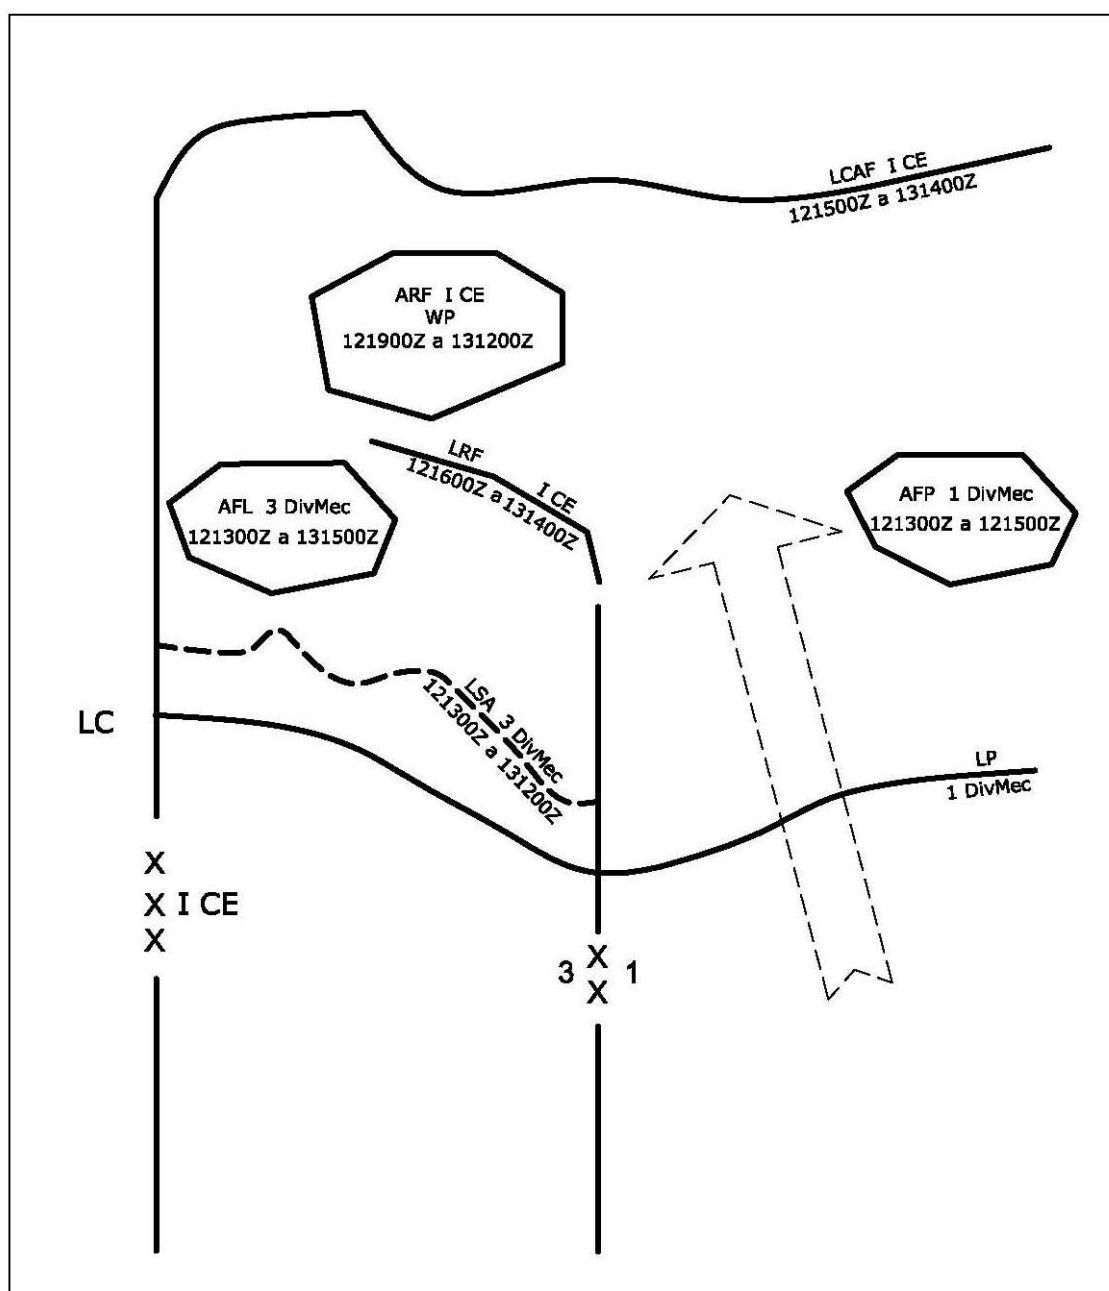 LCAF I CE
121500Z a 131400Z
ARF I CE
WP
121900Z a 131200Z
LRF I CE
121600Z a 131400Z
AFL 3 DivMec
121300Z a 131500Z
AFP 1 DivMec
121300Z a 121500Z
LSA 3 DivMec
121300Z a 131200Z
LC
LP
1 DivMec
X
X I CE
X
3 X 1
X